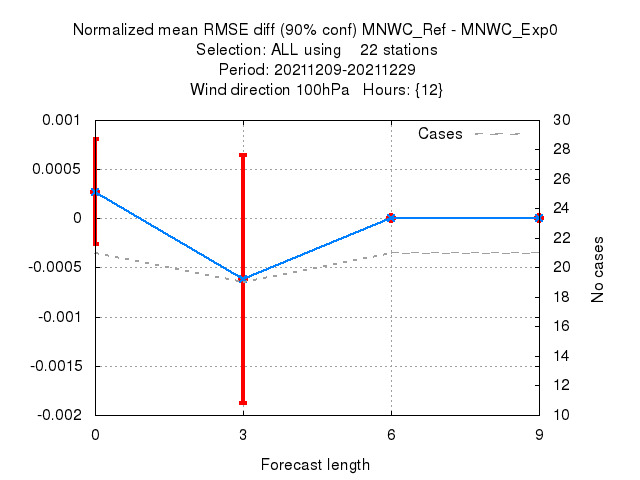 Normalized mean RMSE diff (90% conf) MNWC_Ref - MNWC_Exp0
Selection: ALL using 22 stations
Period: 20211209-20211229
Wind direction 100hPa Hours: {12}
Cases
0.001
0.0005
0
-0.0005
-0.001
-0.0015
-0.002
30
28
26
24
22
20
18
16
14
12
10
No cases
0 3 6 9
Forecast length